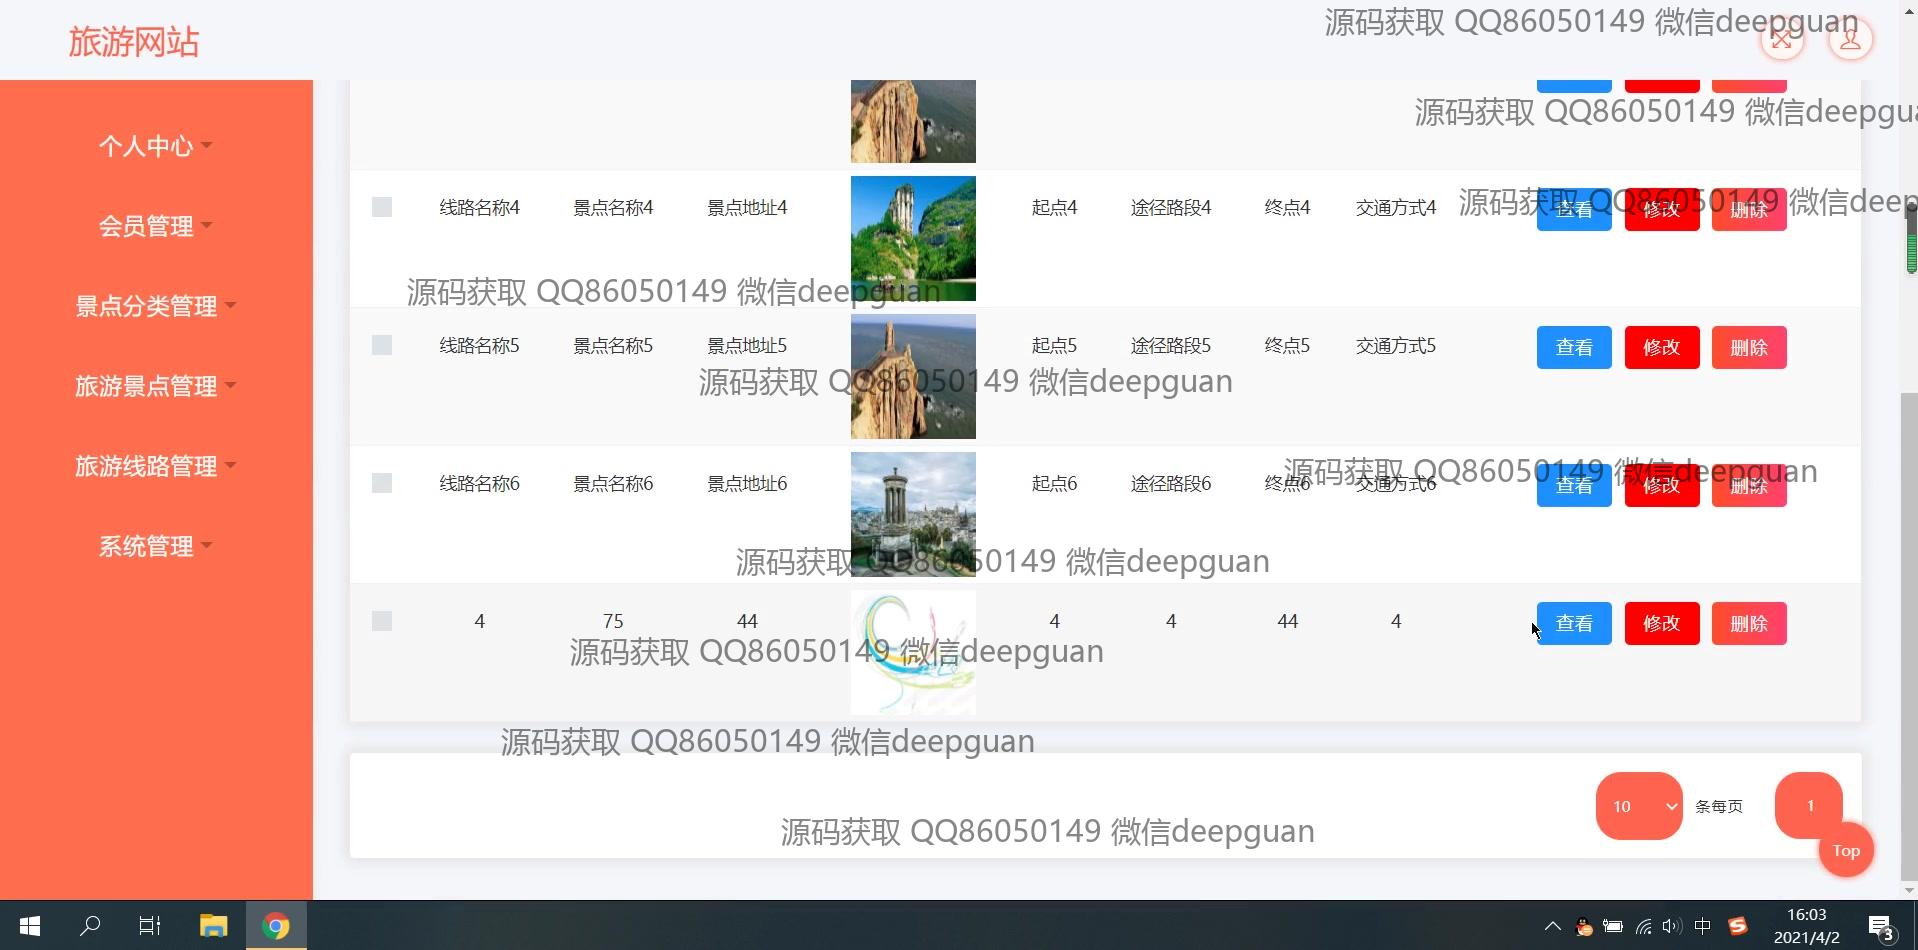 旅游网站
源码获取 QQ86050149 微信deepguan
源码获取 QQ86050149 微信deepgua
个人中心
会员管理
景点分类管理
旅游景点管理
旅游线路管理
系统管理
线路名称4 景点名称4 景点地址4 起点4 途径路段4 终点4 交通方式4 查看 修改 删除
源码获取 QQ86050149 微信deep
源码获取 QQ86050149 微信deepguan
线路名称5 景点名称5 景点地址5 起点5 途径路段5 终点5 交通方式5 查看 修改 删除
源码获取 QQ86050149 微信deepguan
线路名称6 景点名称6 景点地址6 起点6 途径路段6 终点6 交通方式6 查看 修改 删除
源码获取 QQ86050149 微信deepguan
源码获取 QQ86050149 微信deepguan
4 75 44 4 4 44 4 查看 修改 删除
源码获取 QQ86050149 微信deepguan
源码获取 QQ86050149 微信deepguan
10 条每页 1
源码获取 QQ86050149 微信deepguan
Top
中
16:03
2021/4/2
3